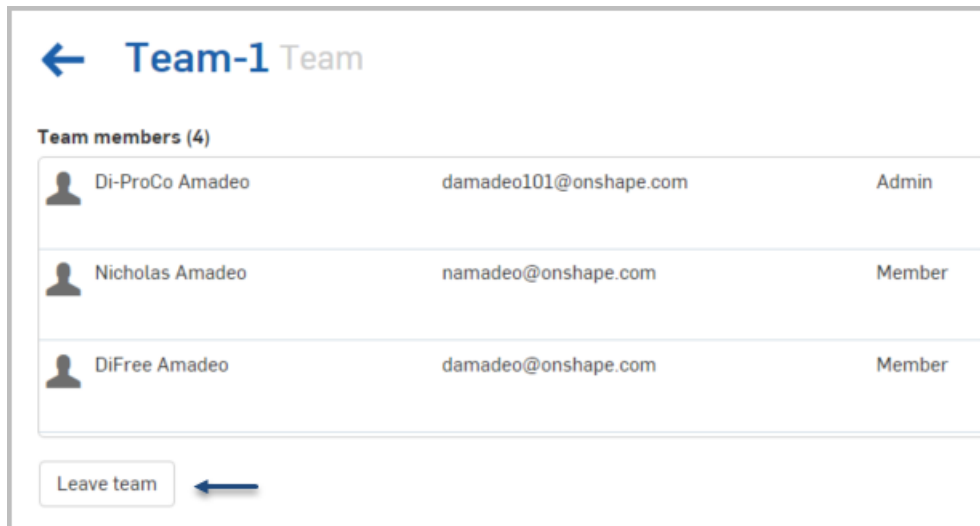 Team-1 Team
Team members (4)
Di-ProCo Amadeo damadeo101@onshape.com Admin
Nicholas Amadeo namadeo@onshape.com Member
DiFree Amadeo damadeo@onshape.com Member
Leave team